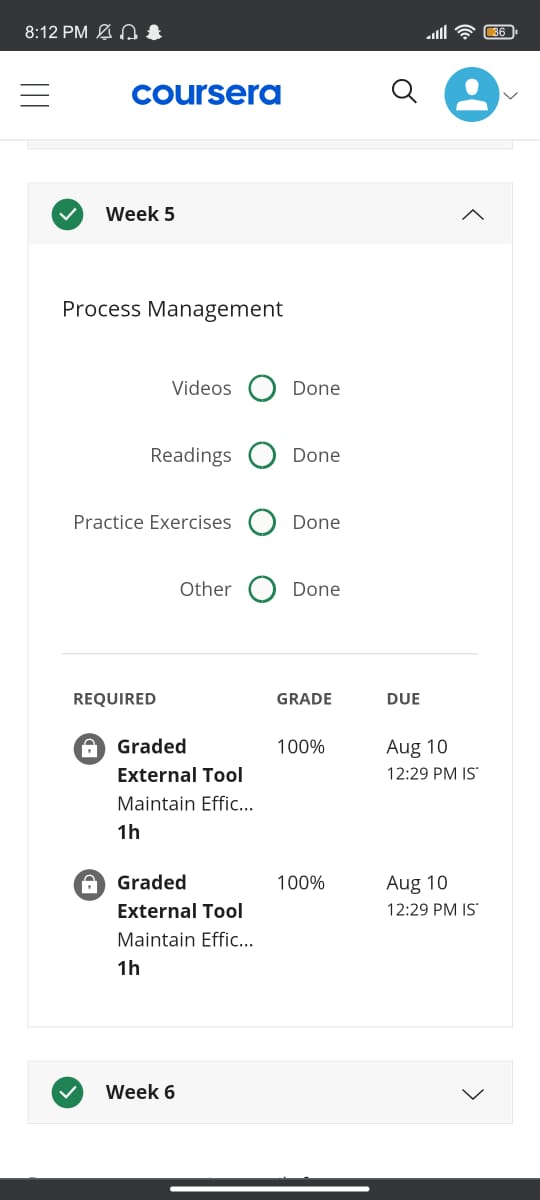 8:12 PM
36
coursera
Week 5
Process Management
Videos Done
Readings Done
Practice Exercises Done
Other Done
REQUIRED GRADE DUE
Graded 100% Aug 10
External Tool 12:29 PM IS
Maintain Effic...
1h
Graded 100% Aug 10
External Tool 12:29 PM IS
Maintain Effic...
1h
Week 6